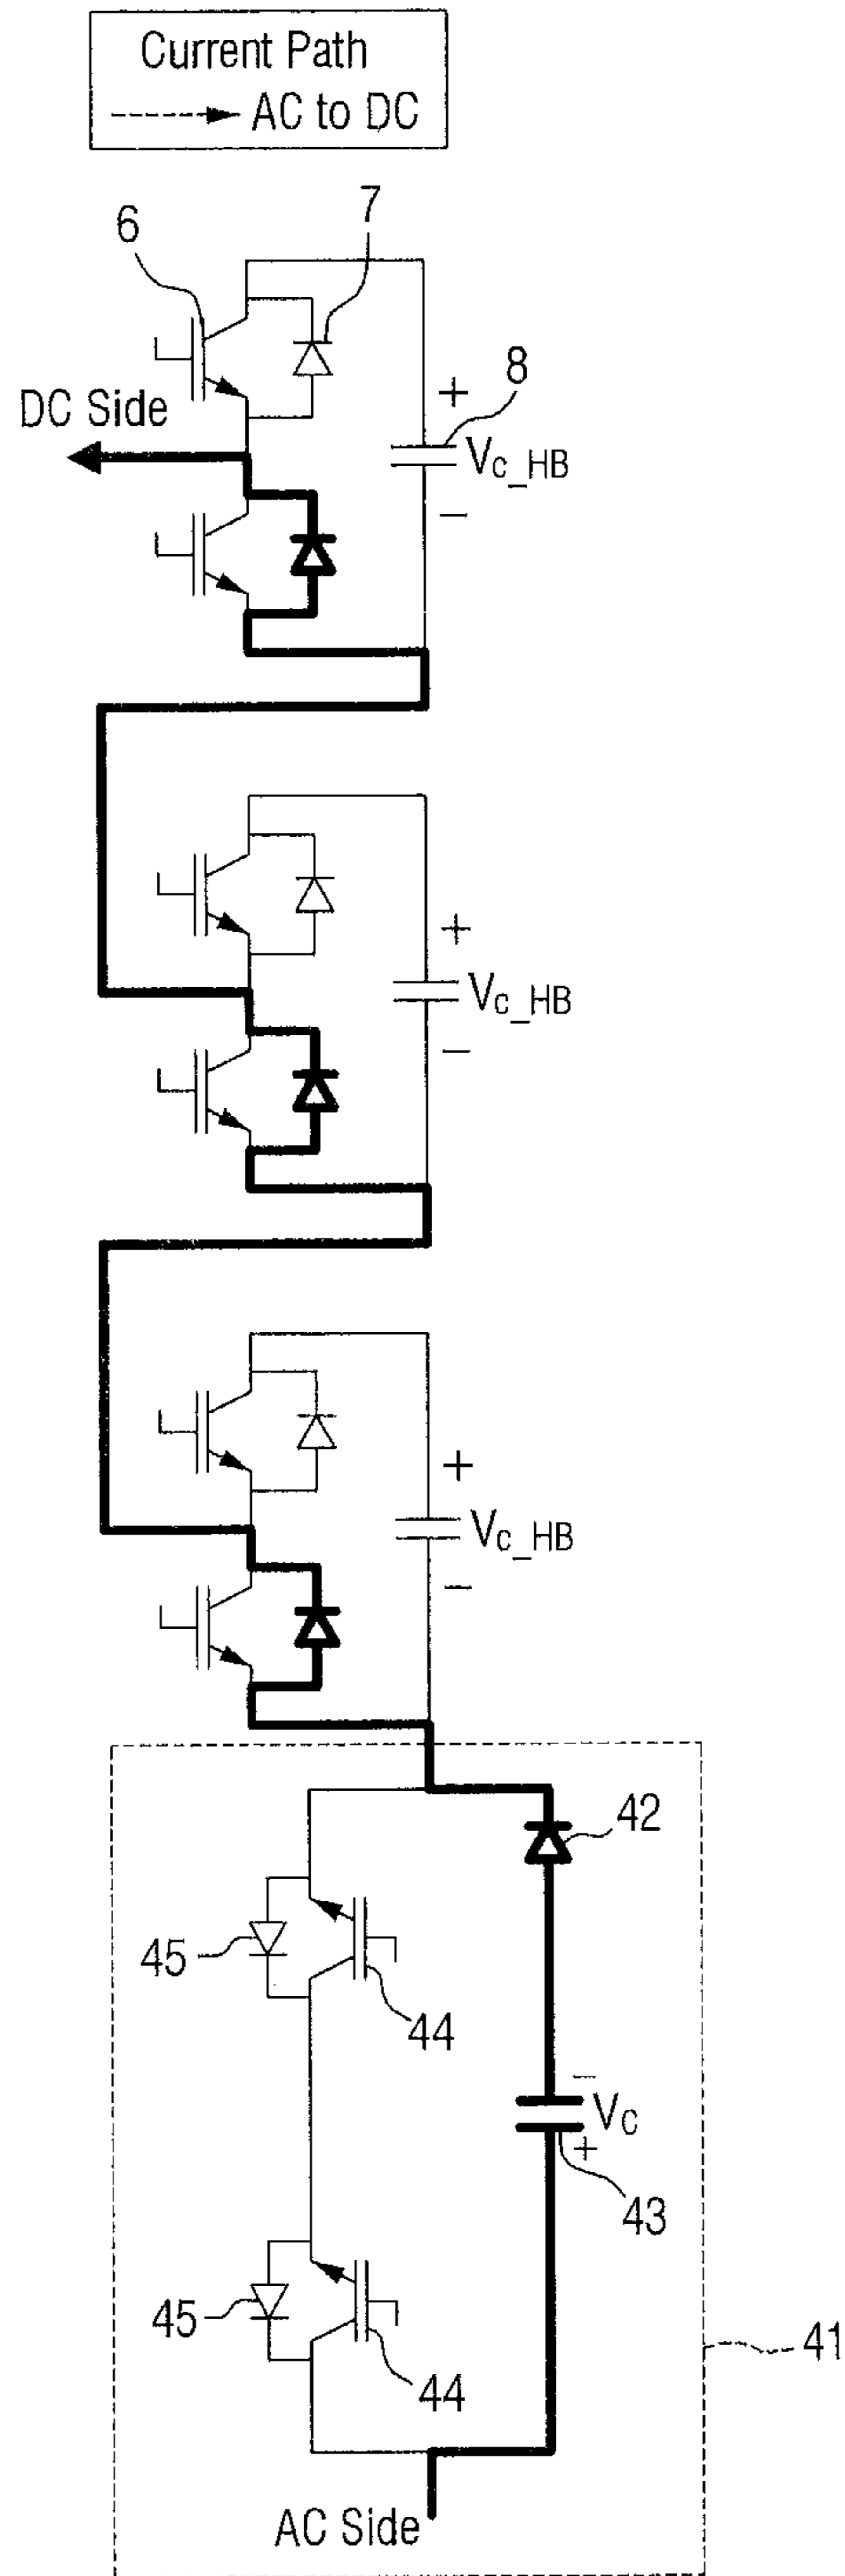 Current Path
AC to DC
6
7
DC Side
8
+
Vc_HB
−
+
Vc_HB
−
+
Vc_HB
−
42
45
44
−
Vc
+
43
45
44
41
AC Side